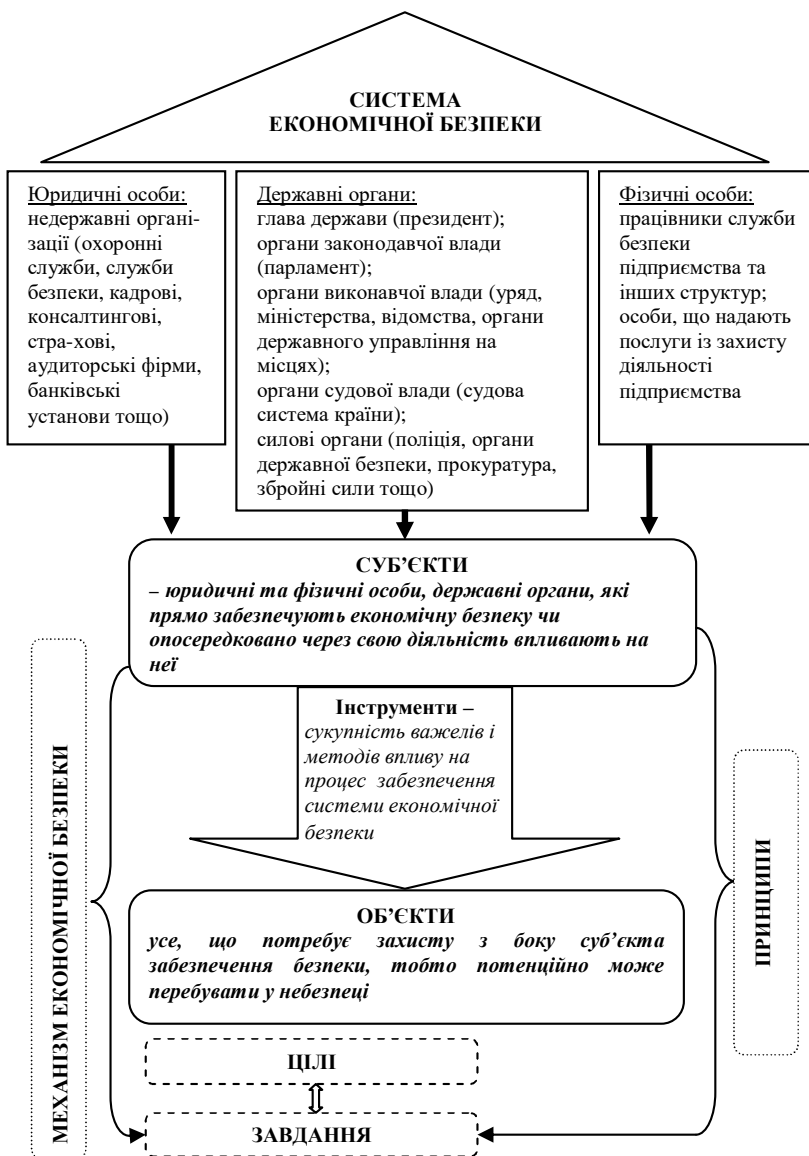 СИСТЕМА
ЕКОНОМІЧНОЇ БЕЗПЕКИ
Юридичні особи:
недержавні органі-
зації (охоронні
служби, служби
безпеки, кадрові,
консалтингові,
стра-хові,
аудиторські фірми,
банківські
установи тощо)
Державні органи:
глава держави (президент);
органи законодавчої влади
(парламент);
органи виконавчої влади (уряд,
міністерства, відомства, органи
державного управління на
місцях);
органи судової влади (судова
система країни);
силові органи (поліція, органи
державної безпеки, прокуратура,
збройні сили тощо)
Фізичні особи:
працівники служби
безпеки
підприємства та
інших структур;
особи, що надають
послуги із захисту
діяльності
підприємства
СУБ’ЄКТИ
– юридичні та фізичні особи, державні органи, які
прямо забезпечують економічну безпеку чи
опосередковано через свою діяльність впливають на
неї
МЕХАНІЗМ ЕКОНОМІЧНОЇ БЕЗПЕКИ
Інструменти –
сукупність важелів і
методів впливу на
процес забезпечення
системи економічної
безпеки
ПРИНЦИПИ
ОБ’ЄКТИ
усе, що потребує захисту з боку суб’єкта
забезпечення безпеки, тобто потенційно може
перебувати у небезпеці
ЦІЛІ
ЗАВДАННЯ